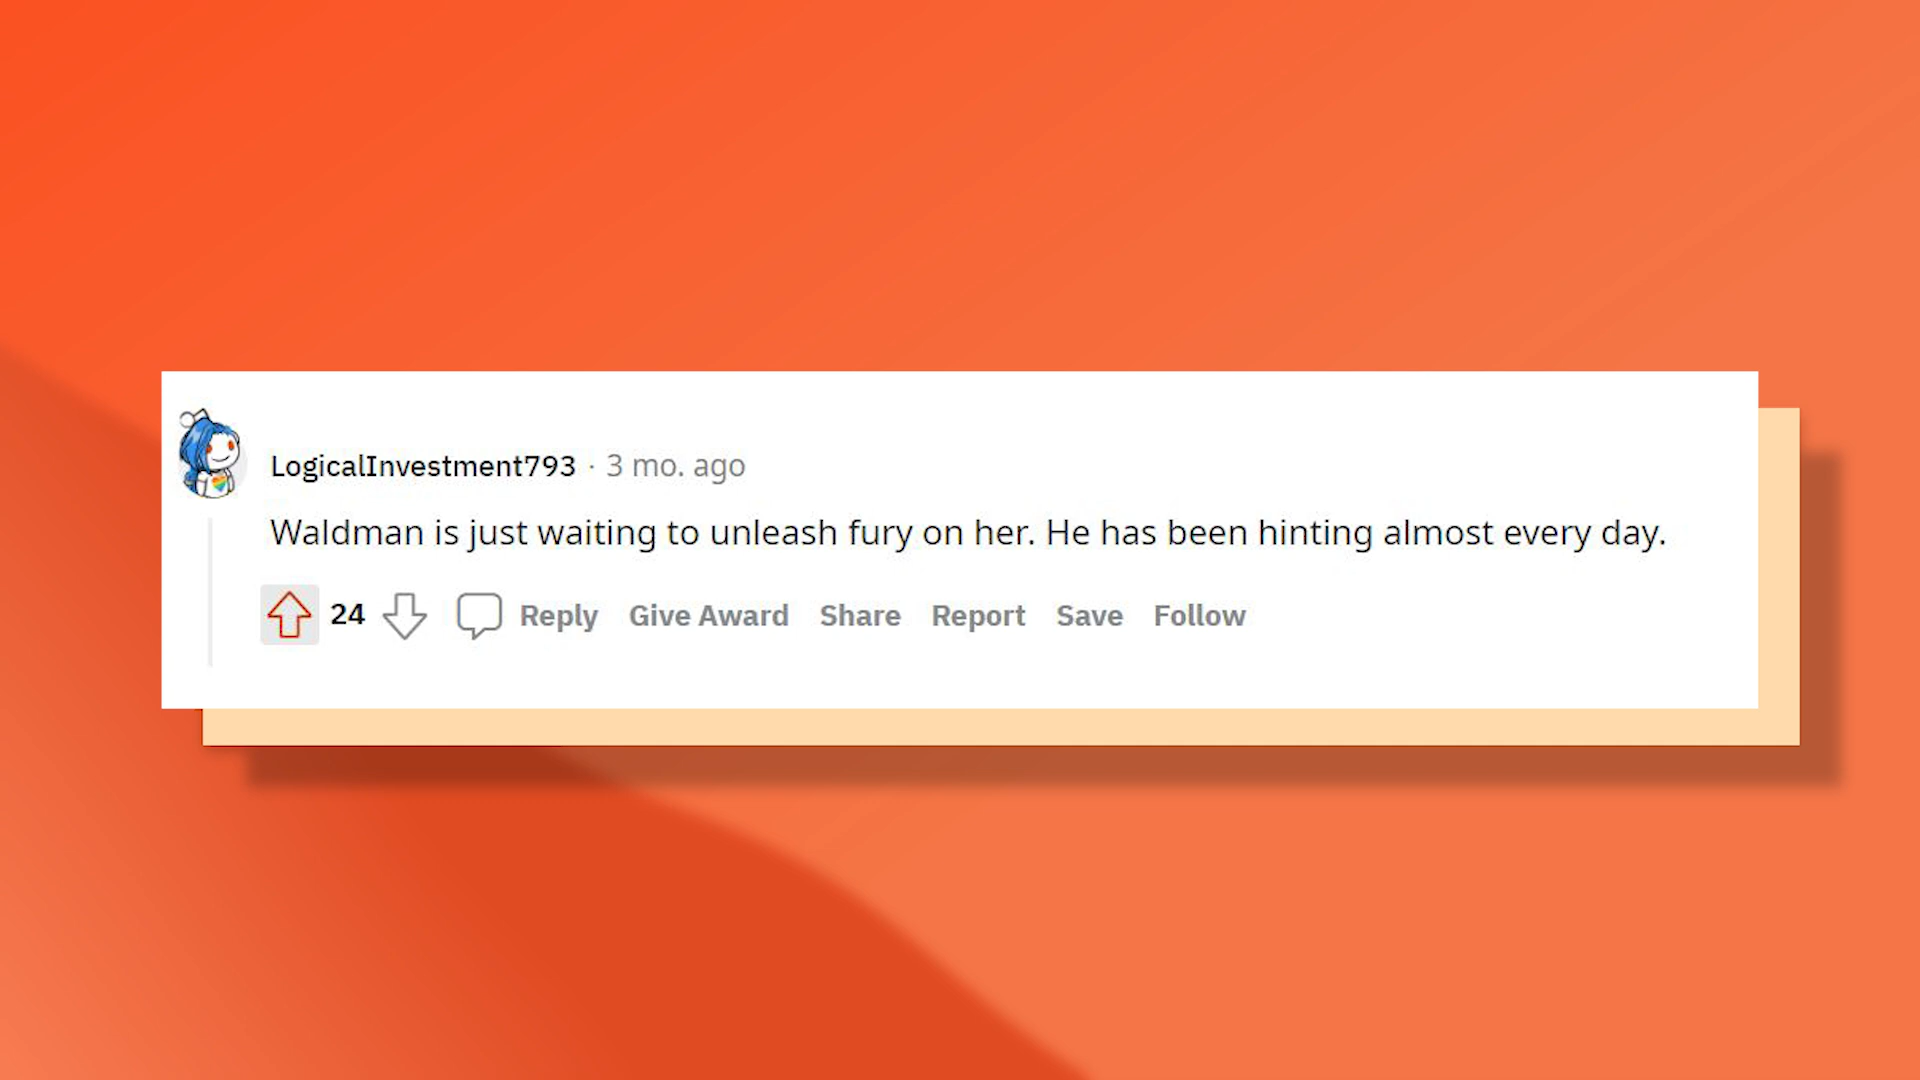 LogicalInvestment793 · 3 mo. ago
Waldman is just waiting to unleash fury on her. He has been hinting almost every day.
24 Reply Give Award Share Report Save Follow